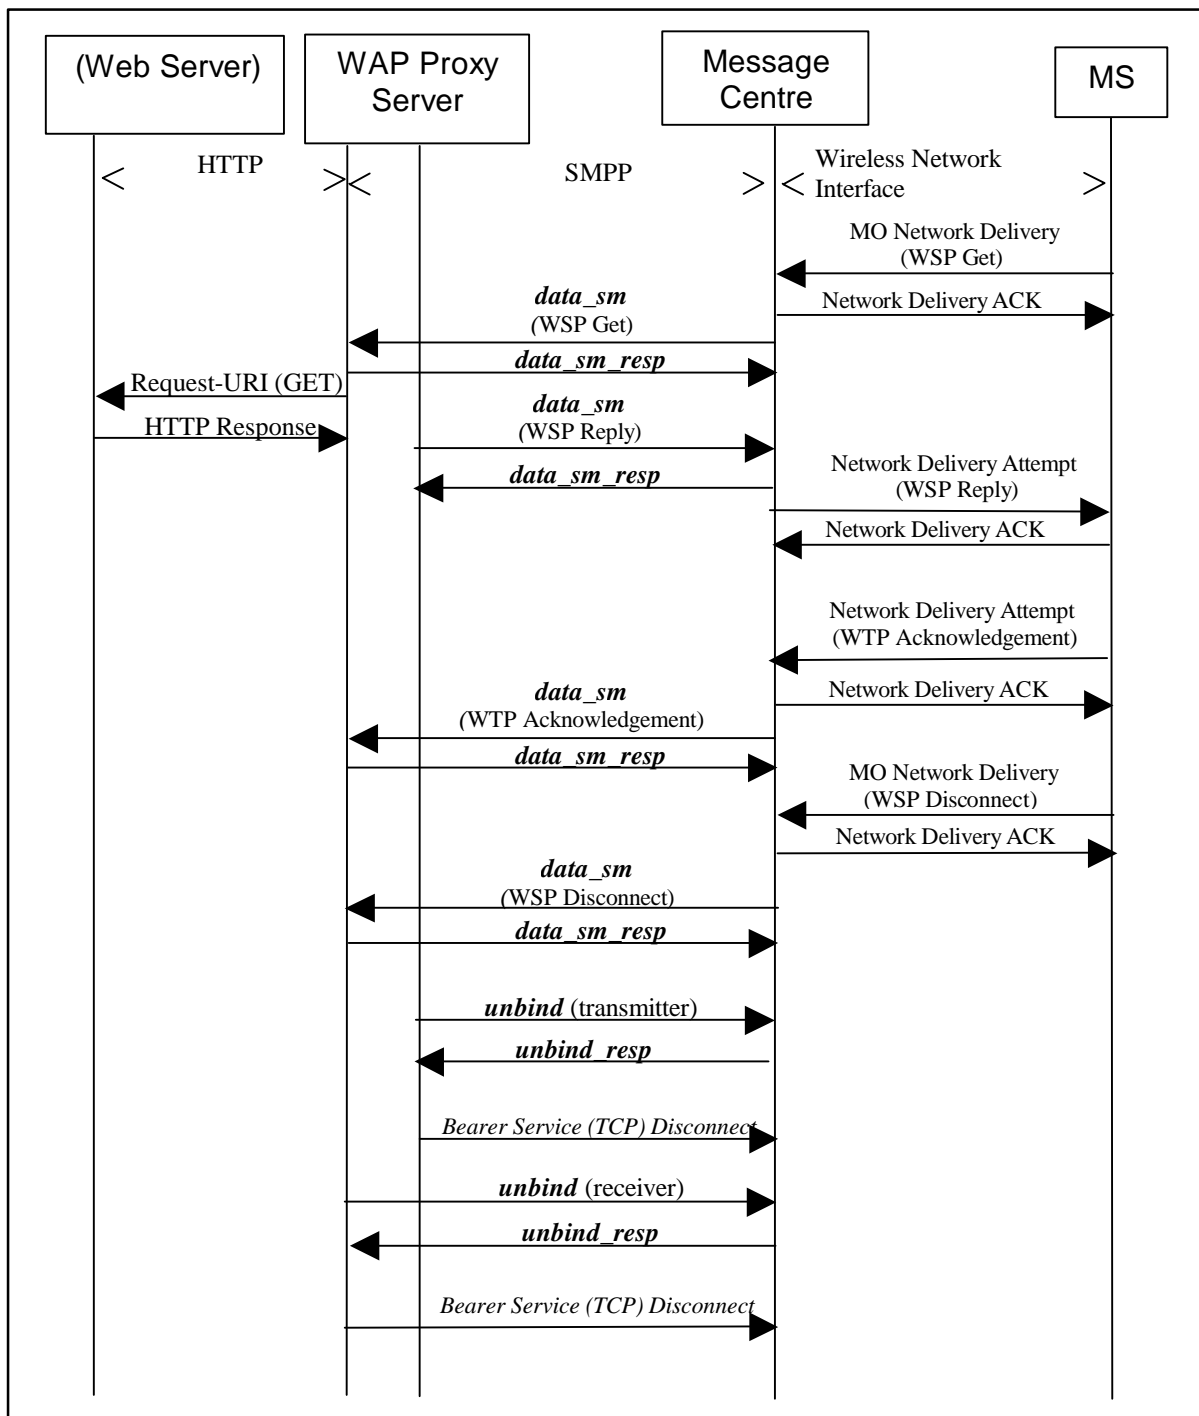 (Web Server)
WAP Proxy
Server
Message
Centre
MS
HTTP
SMPP
Wireless Network
Interface
< > < > < >
MO Network Delivery
(WSP Get)
Network Delivery ACK
data_sm
(WSP Get)
data_sm_resp
Request-URI (GET)
data_sm
(WSP Reply)
HTTP Response
data_sm_resp
Network Delivery Attempt
(WSP Reply)
Network Delivery ACK
Network Delivery Attempt
(WTP Acknowledgement)
Network Delivery ACK
data_sm
(WTP Acknowledgement)
data_sm_resp
MO Network Delivery
(WSP Disconnect)
Network Delivery ACK
data_sm
(WSP Disconnect)
data_sm_resp
unbind (transmitter)
unbind_resp
Bearer Service (TCP) Disconnect
unbind (receiver)
unbind_resp
Bearer Service (TCP) Disconnect